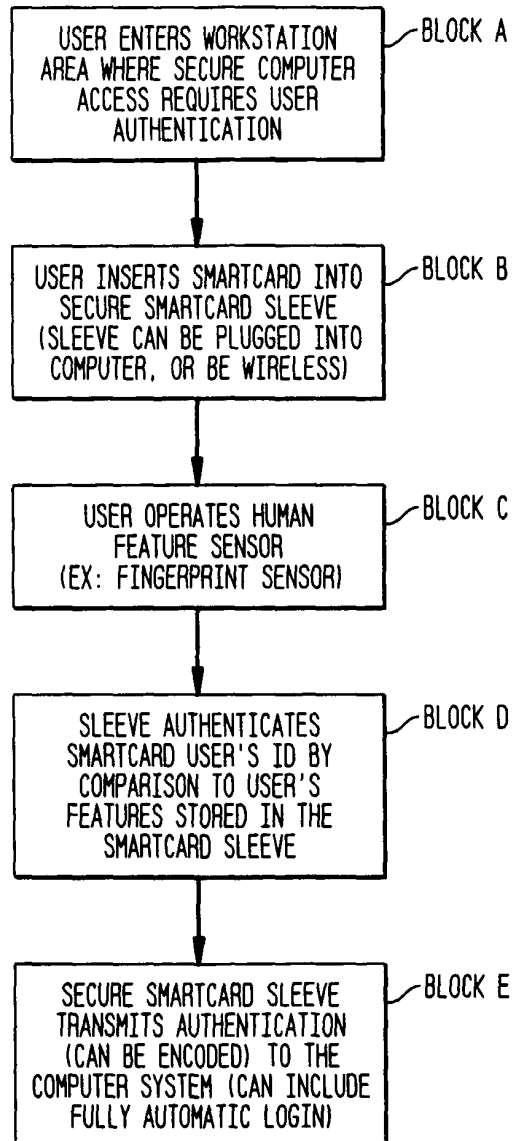 USER ENTERS WORKSTATION
AREA WHERE SECURE COMPUTER
ACCESS REQUIRES USER
AUTHENTICATION
BLOCK A
USER INSERTS SMARTCARD INTO
SECURE SMARTCARD SLEEVE
(SLEEVE CAN BE PLUGGED INTO
COMPUTER, OR BE WIRELESS)
BLOCK B
USER OPERATES HUMAN
FEATURE SENSOR
(EX: FINGERPRINT SENSOR)
BLOCK C
SLEEVE AUTHENTICATES
SMARTCARD USER'S ID BY
COMPARISON TO USER'S
FEATURES STORED IN THE
SMARTCARD SLEEVE
BLOCK D
SECURE SMARTCARD SLEEVE
TRANSMITS AUTHENTICATION
(CAN BE ENCODED) TO THE
COMPUTER SYSTEM (CAN INCLUDE
FULLY AUTOMATIC LOGIN)
BLOCK E